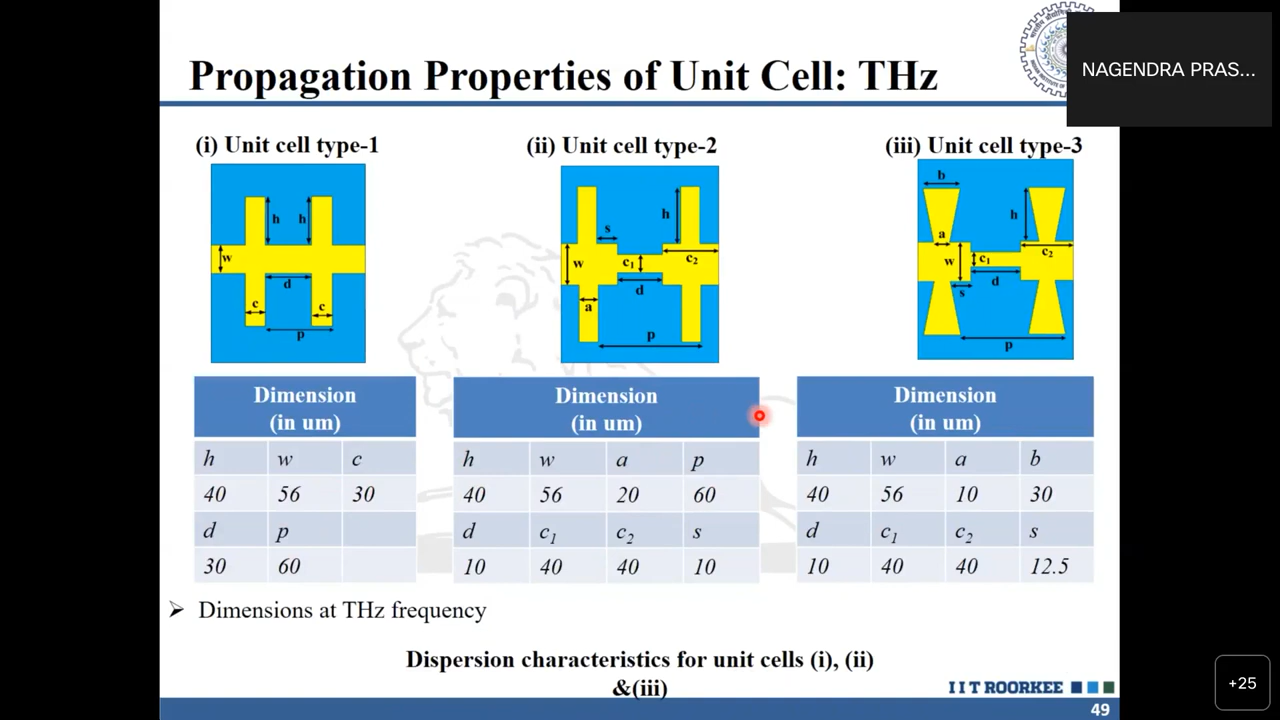 Propagation Properties of Unit Cell: THz
NAGENDRA PRAS...
(i) Unit cell type-1
(ii) Unit cell type-2
(iii) Unit cell type-3
h h
w
d
c c
p
h
s
w c1 c2
d
a
p
b
h
a
w c1 c2
s d
p
Dimension
(in um)
h w c
40 56 30
d p
30 60
Dimension
(in um)
h w a p
40 56 20 60
d c1 c2 s
10 40 40 10
Dimension
(in um)
h w a b
40 56 10 30
d c1 c2 s
10 40 40 12.5
➢ Dimensions at THz frequency
Dispersion characteristics for unit cells (i), (ii)
&(iii)
I I T ROORKEE
49
+25